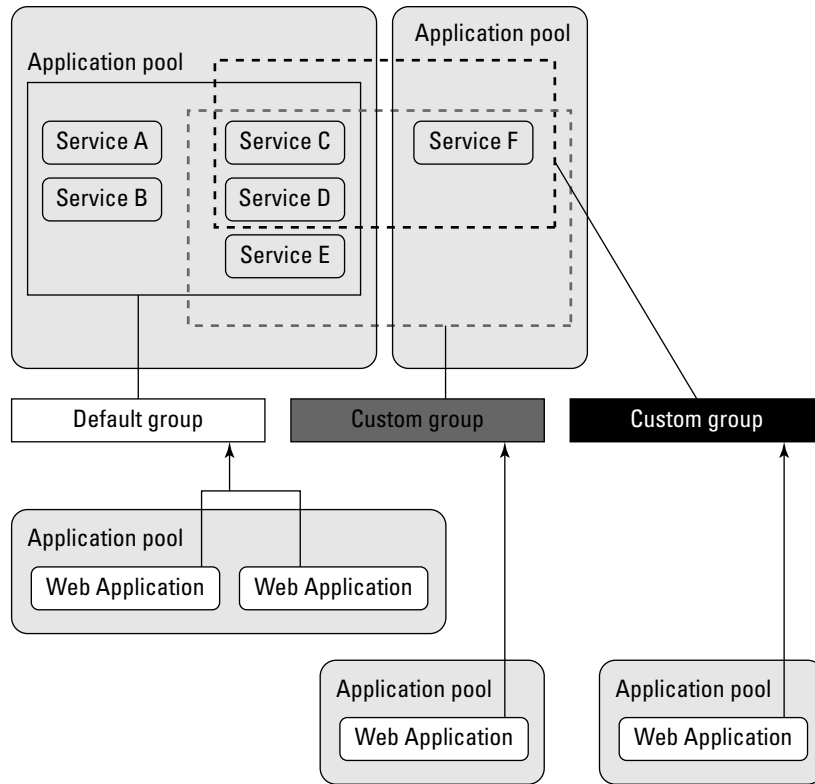 Application pool
Application pool
Service A
Service C
Service F
Service B
Service D
Service E
Default group
Custom group
Custom group
Application pool
Web Application
Web Application
Application pool
Application pool
Web Application
Web Application